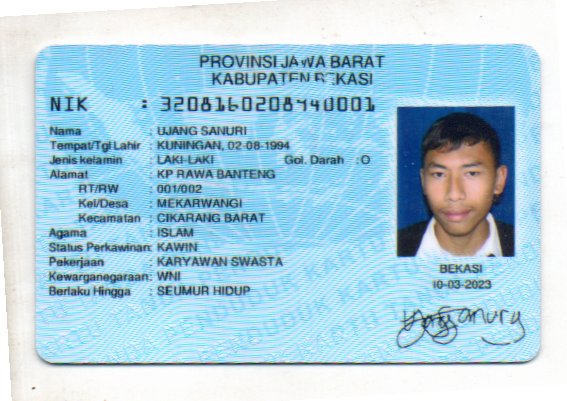 PROVINSI JAWA BARAT
KABUPATEN BEKASI
NIK : 3208160208940001
Nama : UJANG SANURI
Tempat/Tgl Lahir : KUNINGAN, 02-08-1994
Jenis kelamin : LAKI-LAKI Gol. Darah : O
Alamat : KP RAWA BANTENG
RT/RW : 001/002
Kel/Desa : MEKARWANGI
Kecamatan : CIKARANG BARAT
Agama : ISLAM
Status Perkawinan: KAWIN
Pekerjaan : KARYAWAN SWASTA
Kewarganegaraan: WNI
Berlaku Hingga : SEUMUR HIDUP
BEKASI
10-03-2023